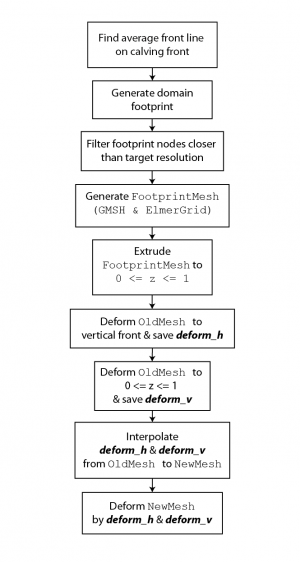 Find average front line
on calving front
Generate domain
footprint
Filter footprint nodes closer
than target resolution
Generate FootprintMesh
(GMSH & ElmerGrid)
Extrude
FootprintMesh to
0 <= z <= 1
Deform OldMesh to
vertical front & save deform_h
Deform OldMesh to
0 <= z <= 1
& save deform_v
Interpolate
deform_h & deform_v
from OldMesh to NewMesh
Deform NewMesh
by deform_h & deform_v